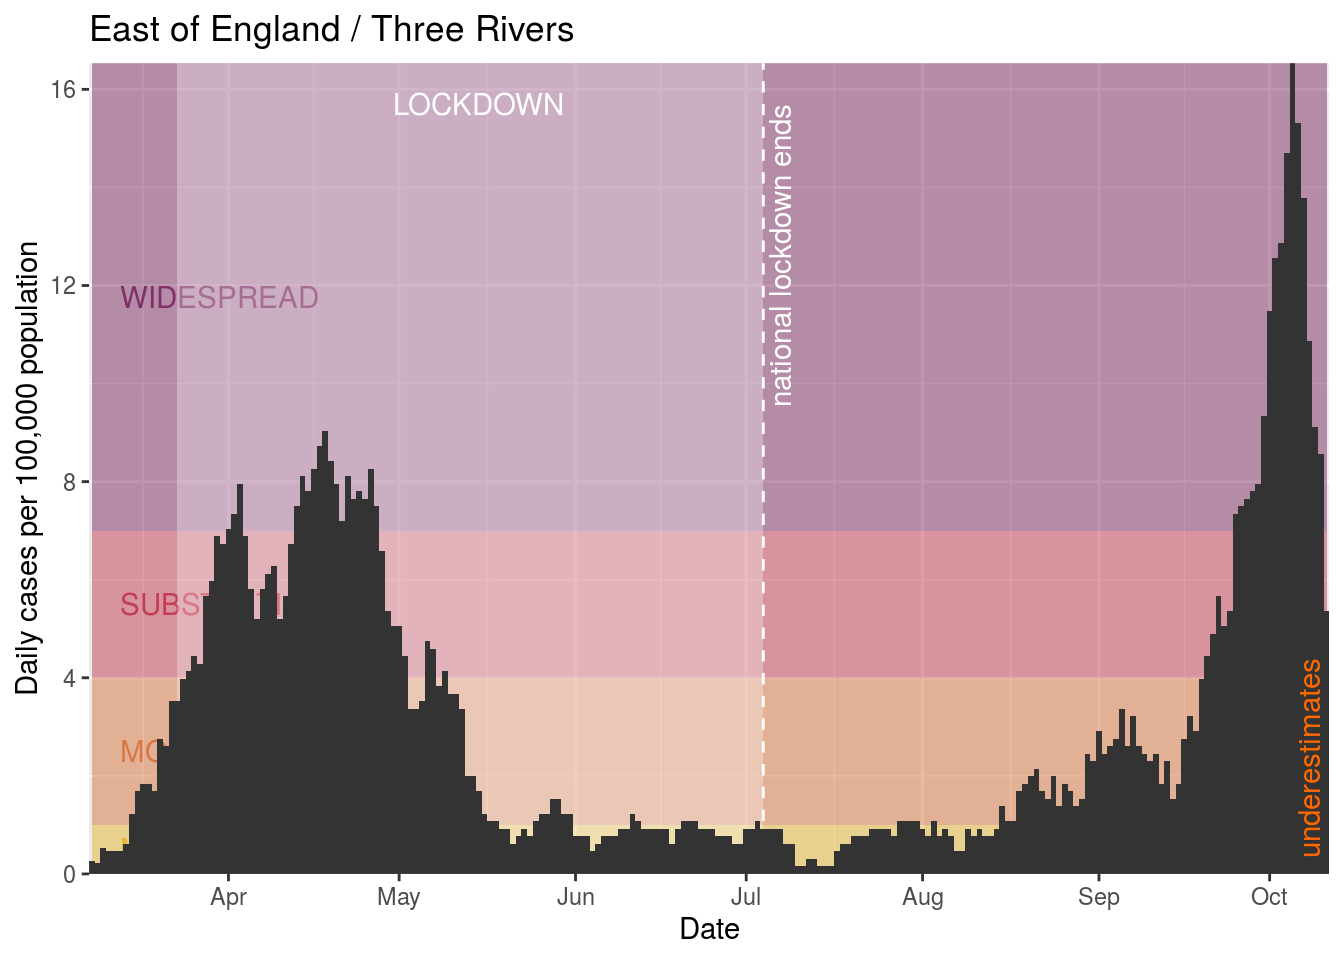 East of England / Three Rivers
Daily cases per 100,000 population
16
12
8
4
0
LOCKDOWN
national lockdown ends
WIDESPREAD
underestimates
Apr
May
Jun
Jul
Aug
Sep
Oct
Date